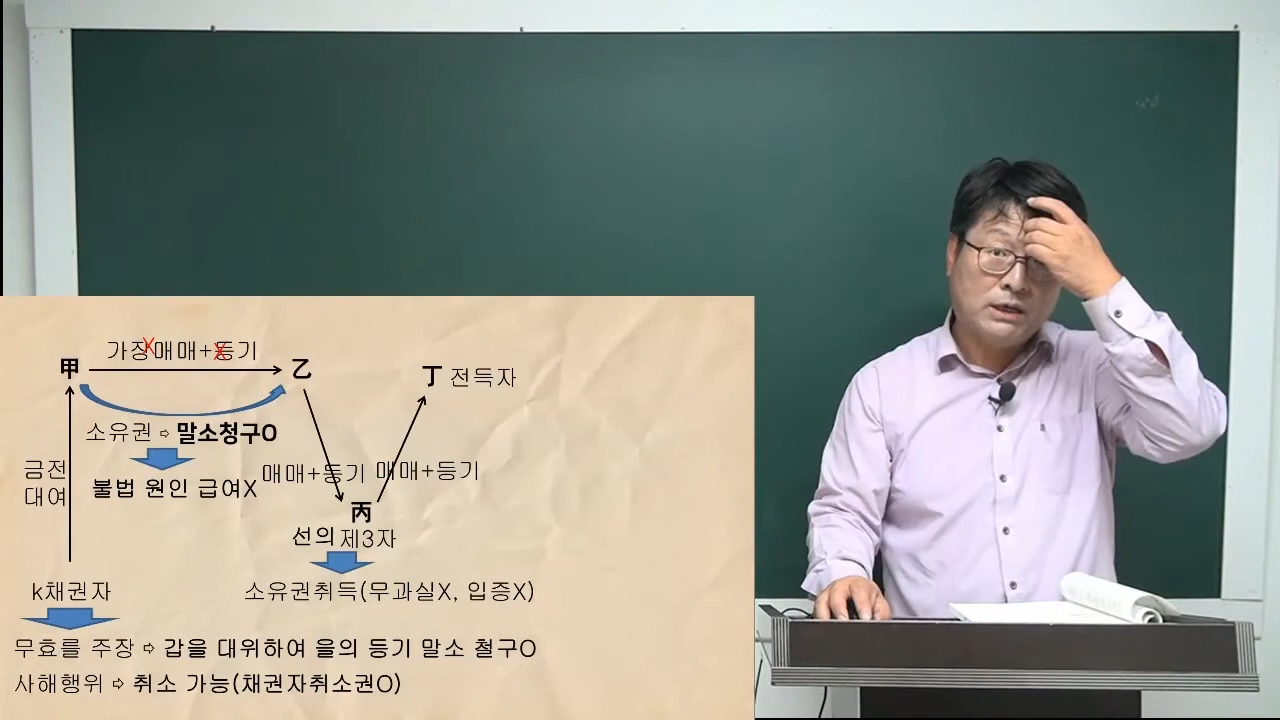 가장매매+등기
甲
乙
丁 전득자
소유권 ⇨ 말소청구O
금전
대여
불법 원인 급여X
매매+등기
매매+등기
丙
선의 제3자
k채권자
소유권취득(무과실X, 입증X)
무효를 주장 ⇨ 갑을 대위하여 을의 등기 말소 철구O
사해행위 ⇨ 취소 가능(채권자취소권O)